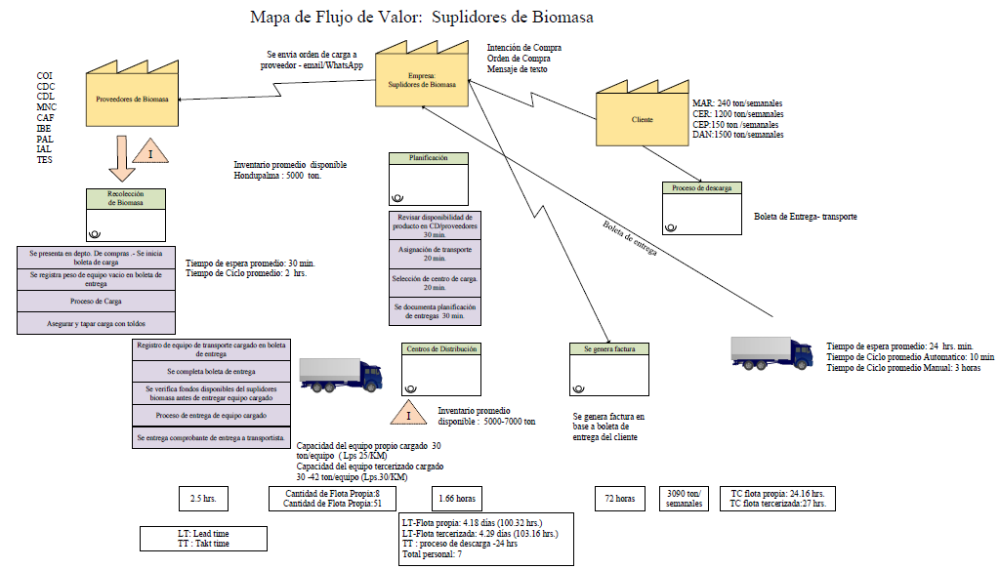 Mapa de Flujo de Valor: Suplidores de Biomasa
COI
CDC
CDL
MNC
CAF
IBE
PAL
IAL
TES
Proveedores de Biomasa
Se envia orden de carga a
proveedor - email/WhatsApp
Empresa:
Suplidores de Biomasa
Intención de Compra
Orden de Compra
Mensaje de texto
Cliente
MAR: 240 ton/semanales
CER: 1200 ton/semanales
CEP:150 ton /semanales
DAN:1500 ton/semanales
I
Inventario promedio disponible
Hondupalma : 5000 ton.
Recolección
de Biomasa
Se presenta en depto. De compras .- Se inicia
boleta de carga
Se registra peso de equipo vacio en boleta de
entrega
Proceso de Carga
Asegurar y tapar carga con toldos
Tiempo de espera promedio: 30 min.
Tiempo de Ciclo promedio: 2 hrs.
Planificación
Revisar disponibilidad de
producto en CD/proveedores
30 min.
Asignación de transporte
20 min.
Selección de centro de carga.
20 min.
Se documenta planificación
de entregas 30 min.
Proceso de descarga
Boleta de Entrega- transporte
Boleta de entrega
Registro de equipo de transporte cargado en boleta
de entrega
Se completa boleta de entrega
Se verifica fondos disponibles del suplidores
biomasa antes de entregar equipo cargado
Proceso de entrega de equipo cargado
Se entrega comprobante de entrega a transportista.
Capacidad del equipo propio cargado 30
ton/equipo ( Lps 25/KM)
Capacidad del equipo tercerizado cargado
30 -42 ton/equipo (Lps.30/KM)
Centros de Distribución
I
Inventario promedio
disponible : 5000-7000 ton
Se genera factura
Se genera factura en
base a boleta de
entrega del cliente
Tiempo de espera promedio: 24 hrs. min.
Tiempo de Ciclo promedio Automatico: 10 min
Tiempo de Ciclo promedio Manual: 3 horas
2.5 hrs.
Cantidad de Flota Propia:8
Cantidad de Flota Propia:51
1.66 horas
72 horas
3090 ton/
semanales
TC flota propia: 24.16 hrs.
TC flota tercerizada:27 hrs.
LT: Lead time
TT : Takt time
LT-Flota propia: 4.18 días (100.32 hrs.)
LT-Flota tercerizada: 4.29 días (103.16 hrs.)
TT : proceso de descarga -24 hrs
Total personal: 7